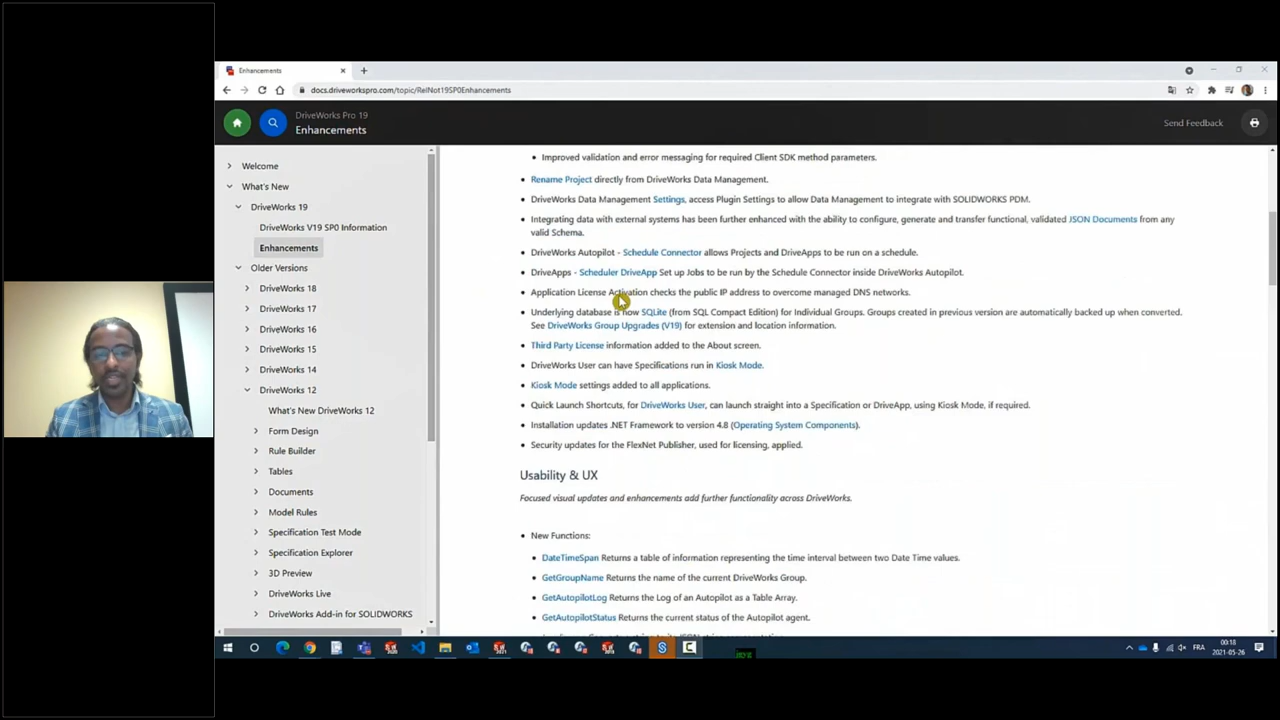 Enhancements
docs.driveworkspro.com/topic/RelNot19SP0Enhancements
DriveWorks Pro 19
Enhancements
Send Feedback
Welcome
What's New
DriveWorks 19
DriveWorks V19 SP0 Information
Enhancements
Older Versions
DriveWorks 18
DriveWorks 17
DriveWorks 16
DriveWorks 15
DriveWorks 14
DriveWorks 12
What's New DriveWorks 12
Form Design
Rule Builder
Tables
Documents
Model Rules
Specification Test Mode
Specification Explorer
3D Preview
DriveWorks Live
DriveWorks Add-in for SOLIDWORKS
Improved validation and error messaging for required Client SDK method parameters.
Rename Project directly from DriveWorks Data Management.
DriveWorks Data Management Settings, access Plugin Settings to allow Data Management to integrate with SOLIDWORKS PDM.
Integrating data with external systems has been further enhanced with the ability to configure, generate and transfer functional, validated JSON Documents from any
valid Schema.
DriveWorks Autopilot - Schedule Connector allows Projects and DriveApps to be run on a schedule.
DriveApps - Scheduler DriveApp Set up Jobs to be run by the Schedule Connector inside DriveWorks Autopilot.
Application License Activation checks the public IP address to overcome managed DNS networks.
Underlying database is now SQLite (from SQL Compact Edition) for Individual Groups. Groups created in previous version are automatically backed up when converted.
See DriveWorks Group Upgrades (V19) for extension and location information.
Third Party License information added to the About screen.
DriveWorks User can have Specifications run in Kiosk Mode.
Kiosk Mode settings added to all applications.
Quick Launch Shortcuts, for DriveWorks User, can launch straight into a Specification or DriveApp, using Kiosk Mode, if required.
Installation updates .NET Framework to version 4.8 (Operating System Components).
Security updates for the FlexNet Publisher, used for licensing, applied.
Usability & UX
Focused visual updates and enhancements add further functionality across DriveWorks.
New Functions:
DateTimeSpan Returns a table of information representing the time interval between two Date Time values.
GetGroupName Returns the name of the current DriveWorks Group.
GetAutopilotLog Returns the Log of an Autopilot as a Table Array.
GetAutopilotStatus Returns the current status of the Autopilot agent.
FRA
00:18
2021-05-26